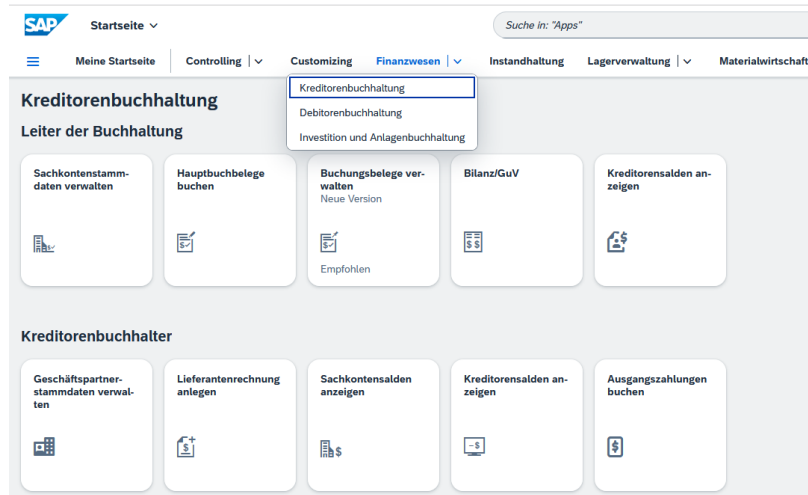 SAP Startseite
Suche in: "Apps"
Meine Startseite Controlling Customizing Finanzwesen Instandhaltung Lagerverwaltung Materialwirtschaft
Kreditorenbuchhaltung
Debitorenbuchhaltung
Investition und Anlagenbuchhaltung
Kreditorenbuchhaltung
Leiter der Buchhaltung
Sachkontenstamm-
daten verwalten
Hauptbuchbelege
buchen
Buchungsbelege ver-
walten
Neue Version
Empfohlen
Bilanz/GuV
Kreditorensalden an-
zeigen
Kreditorenbuchhalter
Geschäftspartner-
stammdaten verwal-
ten
Lieferantenrechnung
anlegen
Sachkontensalden
anzeigen
Kreditorensalden an-
zeigen
Ausgangszahlungen
buchen